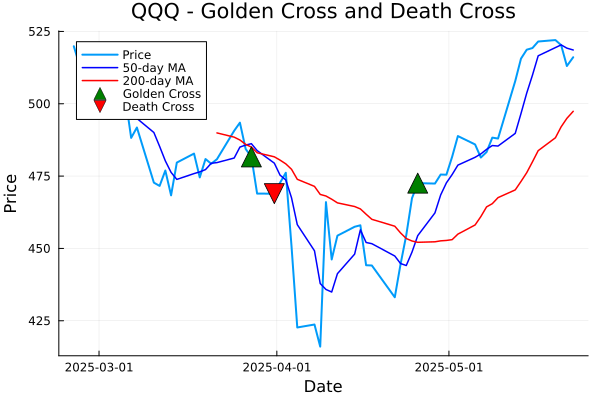 QQQ - Golden Cross and Death Cross
525
500
475
450
425
Price
Price
50-day MA
200-day MA
Golden Cross
Death Cross
2025-03-01
2025-04-01
2025-05-01
Date